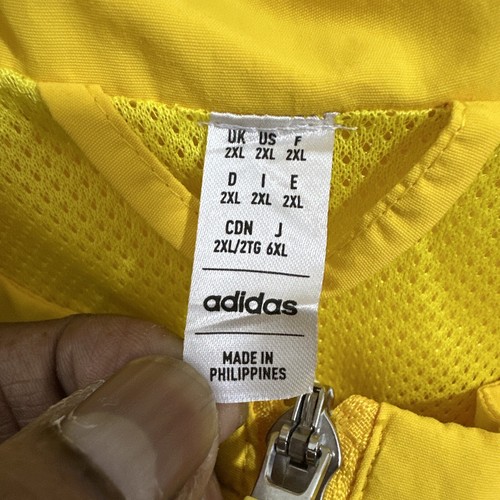 UK US F
2XL 2XL 2XL
D I E
2XL 2XL 2XL
CDN J
2XL/2TG 6XL
adidas
MADE IN
PHILIPPINES